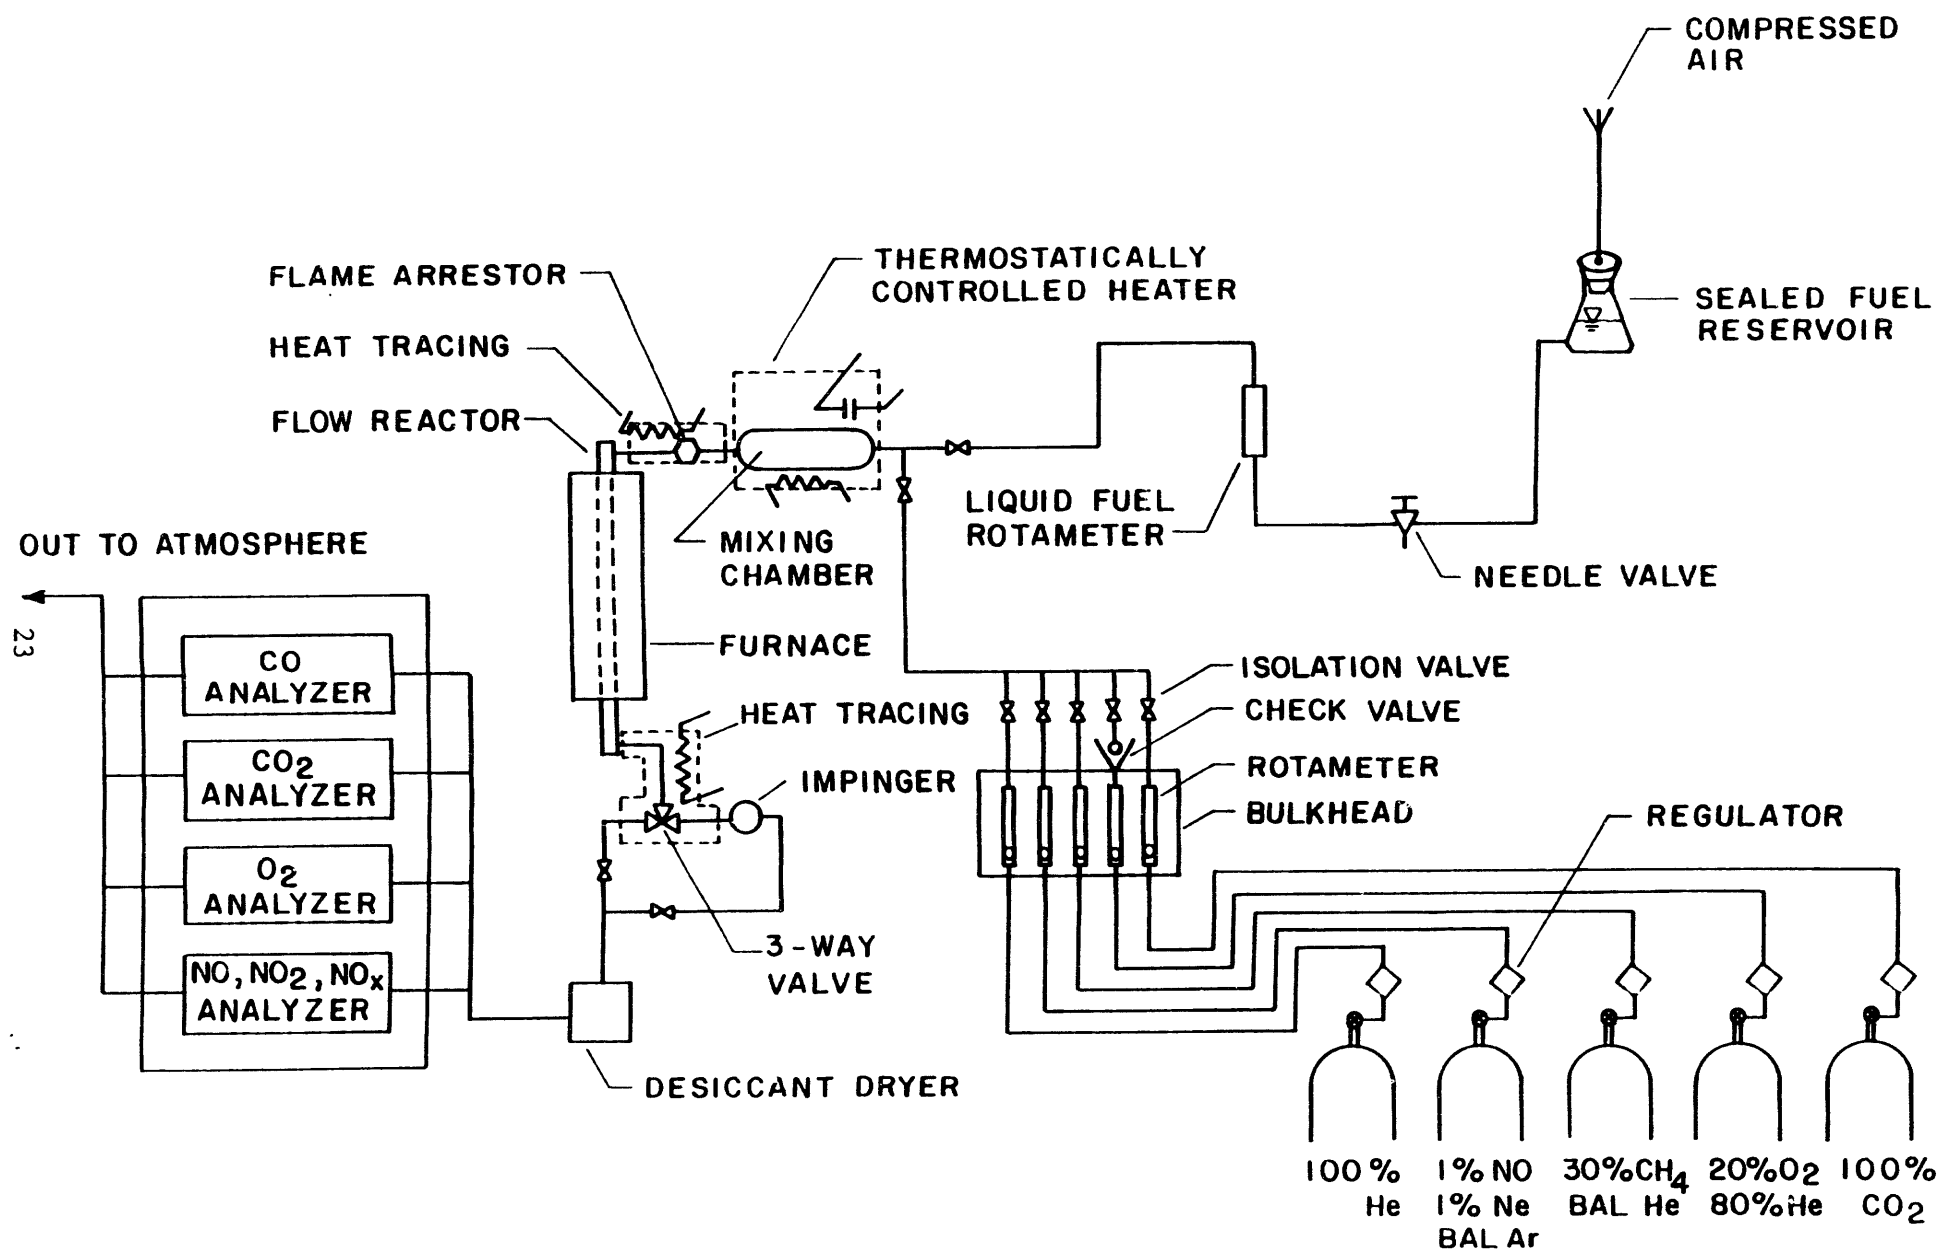 COMPRESSED
AIR
THERMOSTATICALLY
CONTROLLED HEATER
FLAME ARRESTOR
SEALED FUEL
RESERVOIR
HEAT TRACING
FLOW REACTOR
LIQUID FUEL
ROTAMETER
OUT TO ATMOSPHERE
MIXING
CHAMBER
NEEDLE VALVE
23
FURNACE
CO
ANALYZER
ISOLATION VALVE
HEAT TRACING
CHECK VALVE
CO2
ANALYZER
IMPINGER
ROTAMETER
BULKHEAD
REGULATOR
O2
ANALYZER
3-WAY
VALVE
NO, NO2, NOx
ANALYZER
DESICCANT DRYER
100%
He
1% NO
1% Ne
BAL Ar
30%CH4
BAL He
20%O2
80%He
100%
CO2